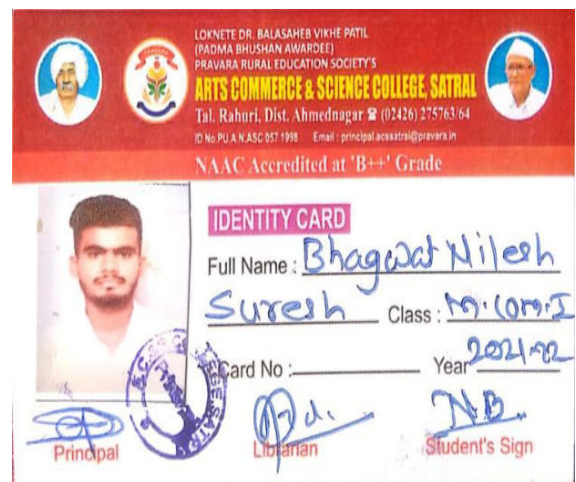 LOKNETE DR. BALASAHEB VIKHE PATIL
(PADMA BHUSHAN AWARDEE)
PRAVARA RURAL EDUCATION SOCIETY'S
ARTS COMMERCE & SCIENCE COLLEGE, SATRAL
Tal. Rahuri, Dist. Ahmednagar ☎ (02426) 275763/64
ID No.PU.A.N.ASC 057 1998 Email : principal.acssatral@pravara.in
NAAC Accredited at 'B++' Grade
IDENTITY CARD
Full Name : Bhagwat Nilesh
Suresh Class : M.COM.I
Card No : Year 2021-22
N.B.
Principal Librarian Student's Sign